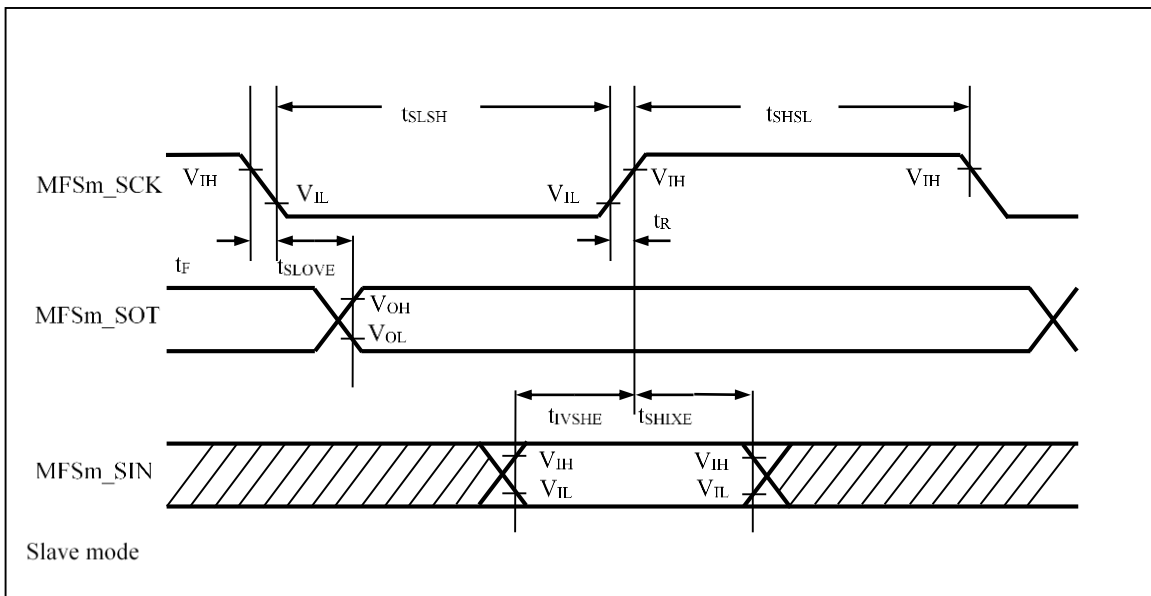 tSLSH
tSHSL
MFSm_SCK
VIH
VIL
VIL
VIH
VIH
tR
tF
tSLOVE
MFSm_SOT
VOH
VOL
tIVSHE
tSHIXE
MFSm_SIN
VIH
VIH
VIL
VIL
Slave mode